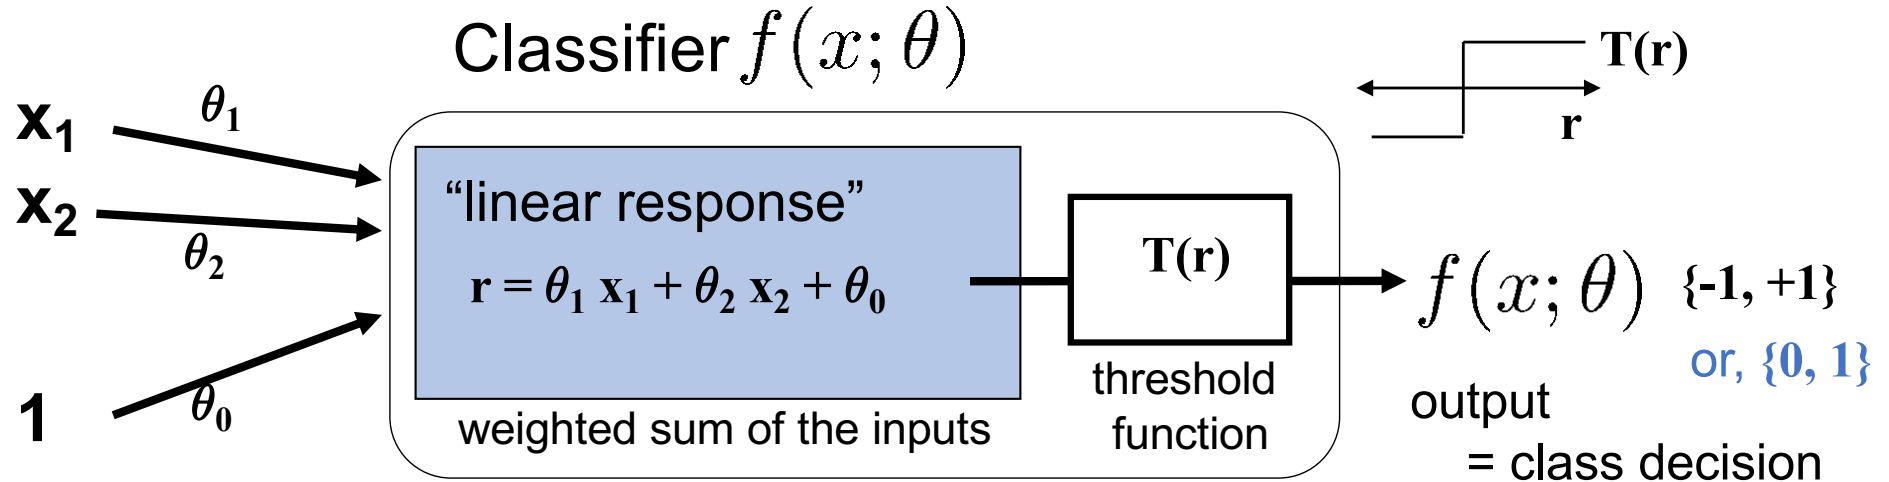 Classifier f(x; θ)
T(r)
r
x₁
θ₁
x₂
θ₂
1
θ₀
“linear response”
r = θ₁ x₁ + θ₂ x₂ + θ₀
weighted sum of the inputs
T(r)
threshold
function
f(x; θ) {-1, +1}
or, {0, 1}
output
= class decision